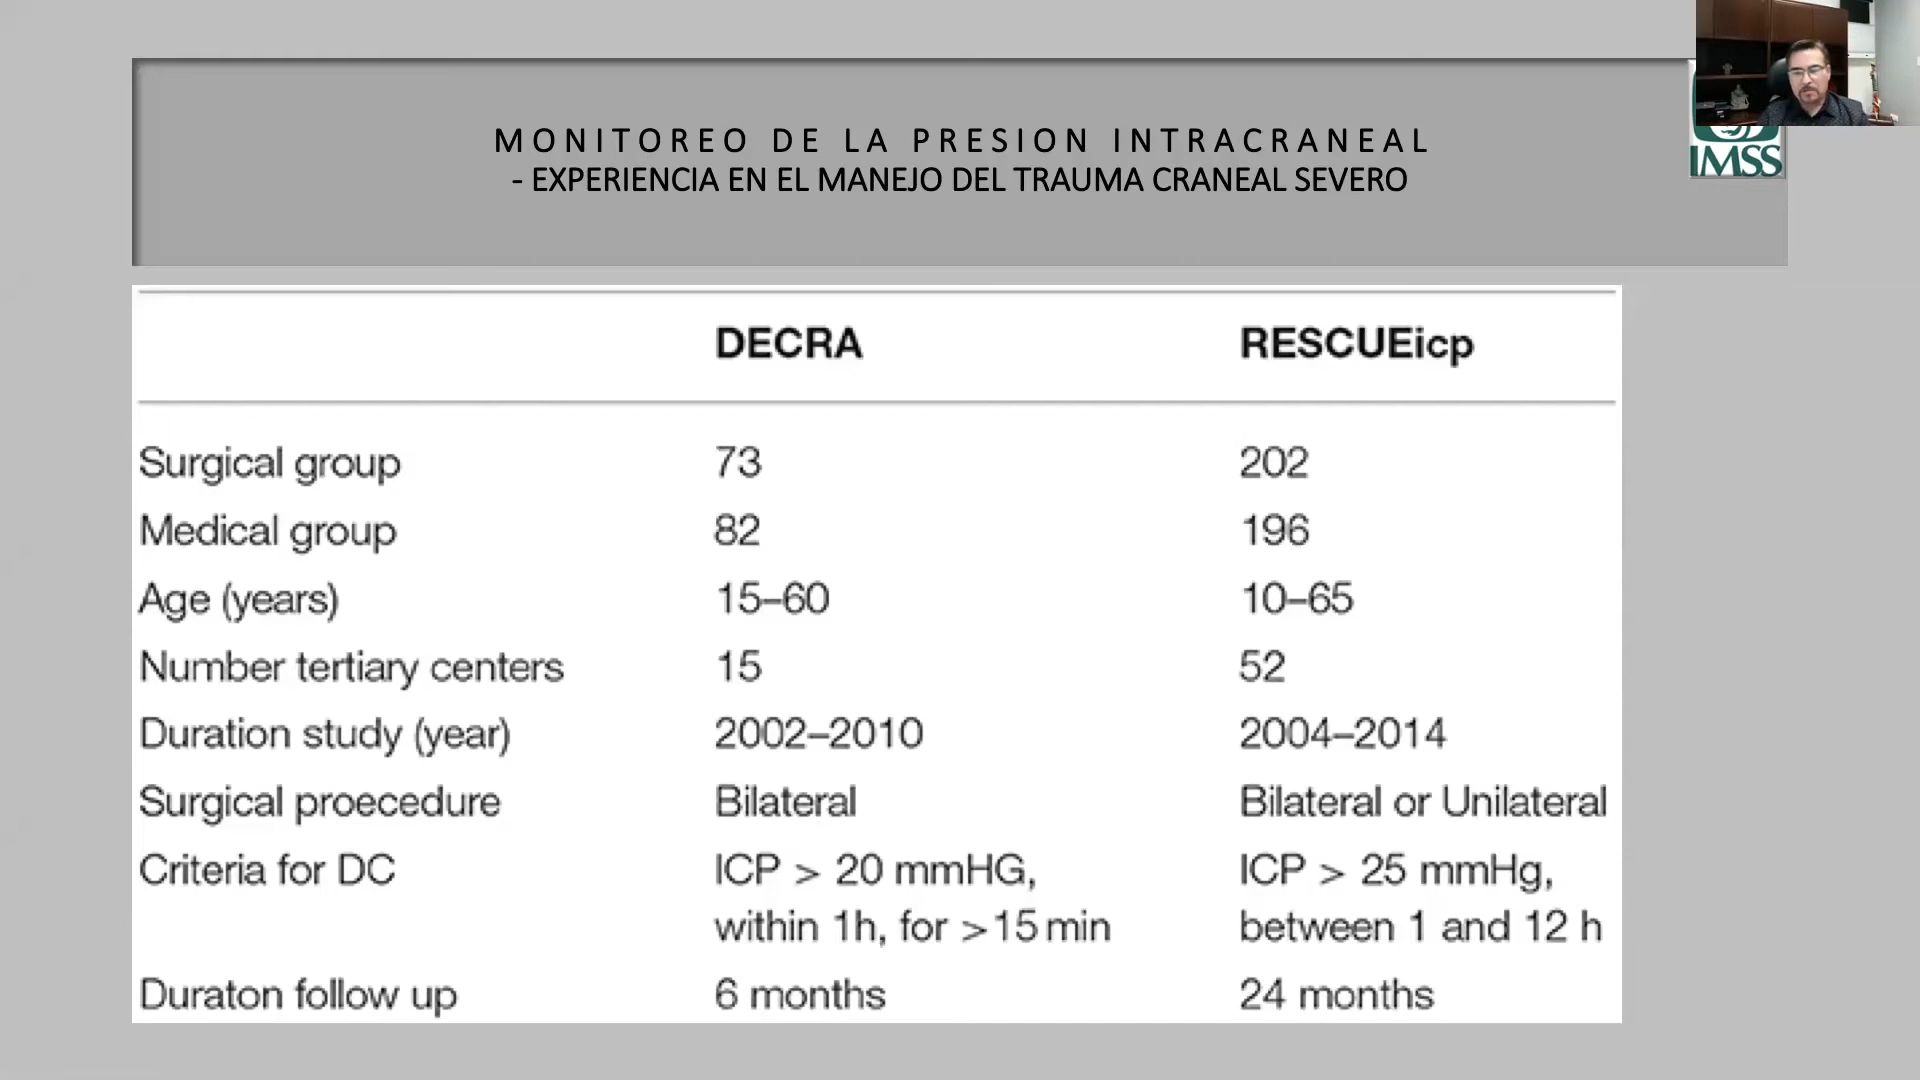 MONITOREO DE LA PRESION INTRACRANEAL
- EXPERIENCIA EN EL MANEJO DEL TRAUMA CRANEAL SEVERO
IMSS
DECRA RESCUEicp
Surgical group 73 202
Medical group 82 196
Age (years) 15–60 10–65
Number tertiary centers 15 52
Duration study (year) 2002–2010 2004–2014
Surgical proecedure Bilateral Bilateral or Unilateral
Criteria for DC ICP > 20 mmHG, ICP > 25 mmHg,
within 1h, for >15 min between 1 and 12 h
Duraton follow up 6 months 24 months